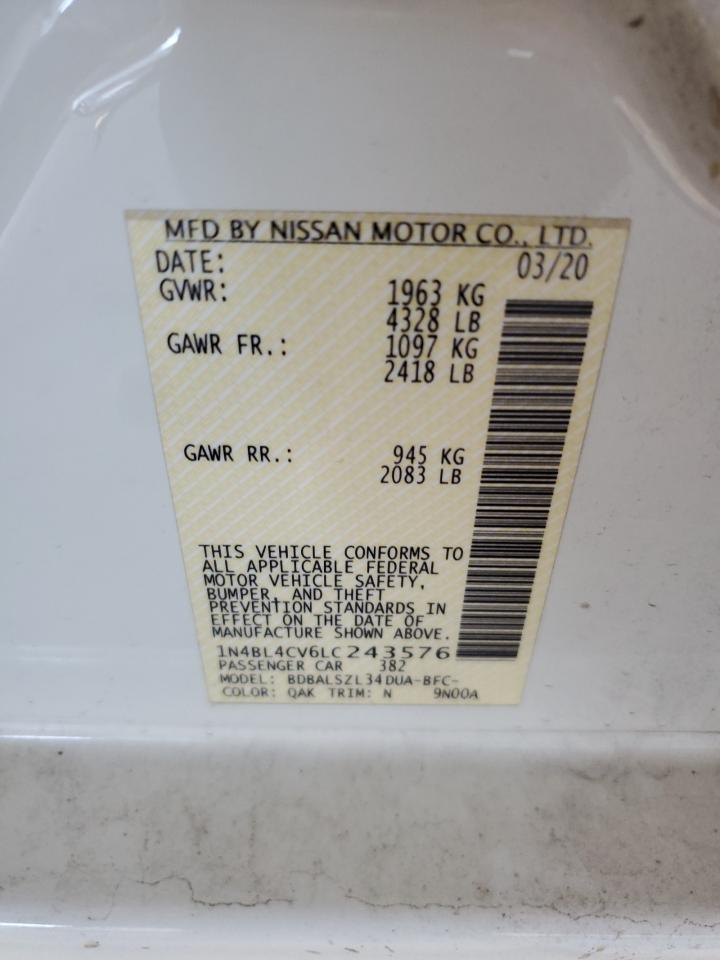 MFD BY NISSAN MOTOR CO., LTD.
DATE: 03/20
GVWR: 1963 KG
4328 LB
GAWR FR.: 1097 KG
2418 LB
GAWR RR.: 945 KG
2083 LB
THIS VEHICLE CONFORMS TO
ALL APPLICABLE FEDERAL
MOTOR VEHICLE SAFETY,
BUMPER, AND THEFT
PREVENTION STANDARDS IN
EFFECT ON THE DATE OF
MANUFACTURE SHOWN ABOVE.
1N4BL4CV6LC243576
PASSENGER CAR 382
MODEL: BDBALSZL34DUA-BFC-
COLOR: QAK TRIM: N 9N00A